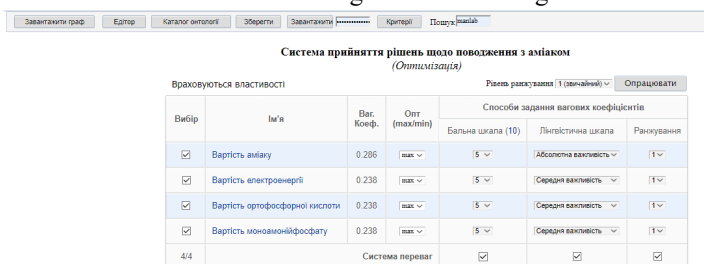 Завантажити граф Едітор Каталог онтології Зберегти Завантажити ············ Критерії Пошук manlab
Система прийняття рішень щодо поводження з аміаком
(Оптимізація)
Враховуються властивості Рівень ранжування 1 (звичайний) Опрацювати
Вибір Ім'я Ваг. Коеф. Опт (max/min) Способи задання вагових коефіцієнтів
Бальна шкала (10) Лінгвістична шкала Ранжування
Вартість аміаку 0.286 max 5 Абсолютна важливість 1
Вартість електроенергії 0.238 max 5 Середня важливість 1
Вартість ортофосфорної кислоти 0.238 max 5 Середня важливість 1
Вартість моноамонійфосфату 0.238 max 5 Середня важливість 1
4/4 Система переваг